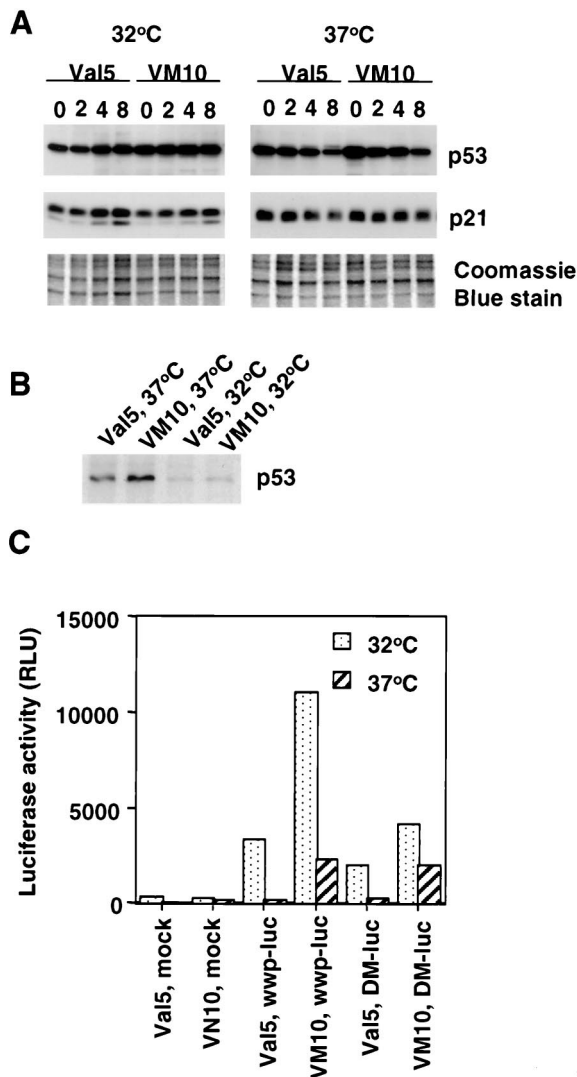 A
32°C
37°C
Val5 VM10
Val5 VM10
0 2 4 8 0 2 4 8
0 2 4 8 0 2 4 8
p53
p21
Coomassie
Blue stain
B
Val5, 37°C
VM10, 37°C
Val5, 32°C
VM10, 32°C
p53
C
Luciferase activity (RLU)
15000
10000
5000
0
32°C
37°C
Val5, mock
VN10, mock
Val5, wwp-luc
VM10, wwp-luc
Val5, DM-luc
VM10, DM-luc